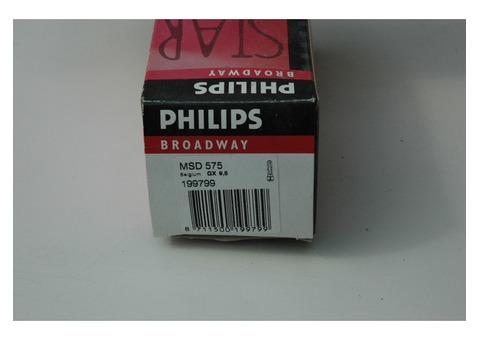 STAR
BROADWAY
PHILIPS
PHILIPS
BROADWAY
MSD 575
Belgium GX 9,5
199799
8 711500 199799